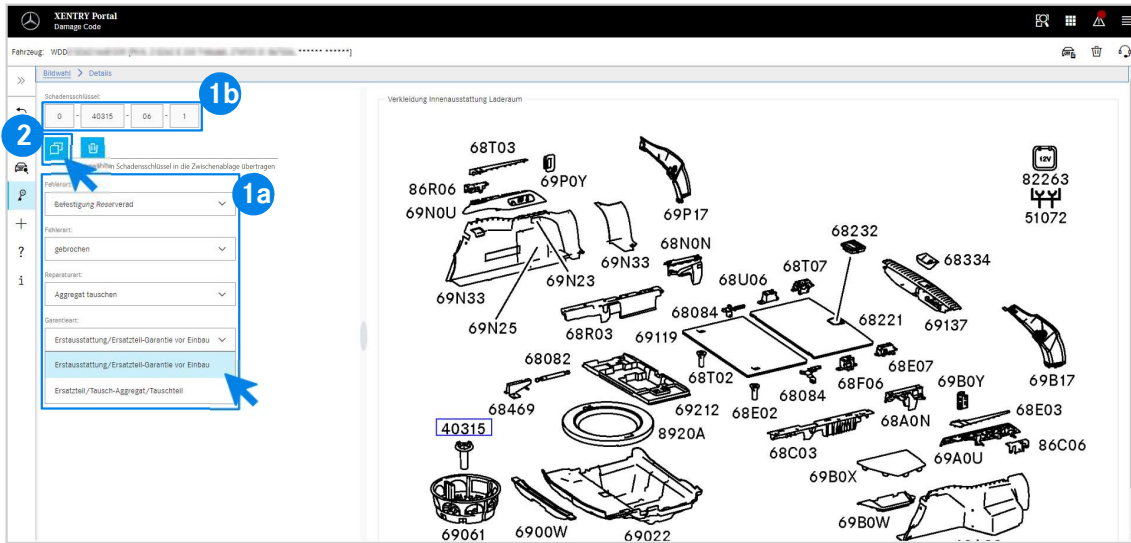 XENTRY Portal
Damage Code
Fahrzeug: WDD
Bildwahl > Details
Schadensschlüssel:
0 - 40315 - 06 - 1
1b
2
n Schadensschlüssel in die Zwischenablage übertragen
1a
Fehlerort:
Befestigung Reserverad
Fehlerart:
gebrochen
Reparaturart:
Aggregat tauschen
Garantieart:
Erstausstattung/Ersatzteil-Garantie vor Einbau
Erstausstattung/Ersatzteil-Garantie vor Einbau
Ersatzteil/Tausch-Aggregat/Tauschteil
+
?
i
Verkleidung Innenausstattung Laderaum
68T03
69P0Y
86R06
69N0U
69P17
12V
82263
51072
69N33
69N23
69N33
69N25
68N0N
68232
68334
68U06
68T07
68084
68R03
69119
68221
69137
68082
68T02
68E07
68F06
69B0Y
69B17
68469
69212
68E02
68084
68A0N
68E03
40315
8920A
68C03
69A0U
86C06
69B0X
69B0W
69061
6900W
69022